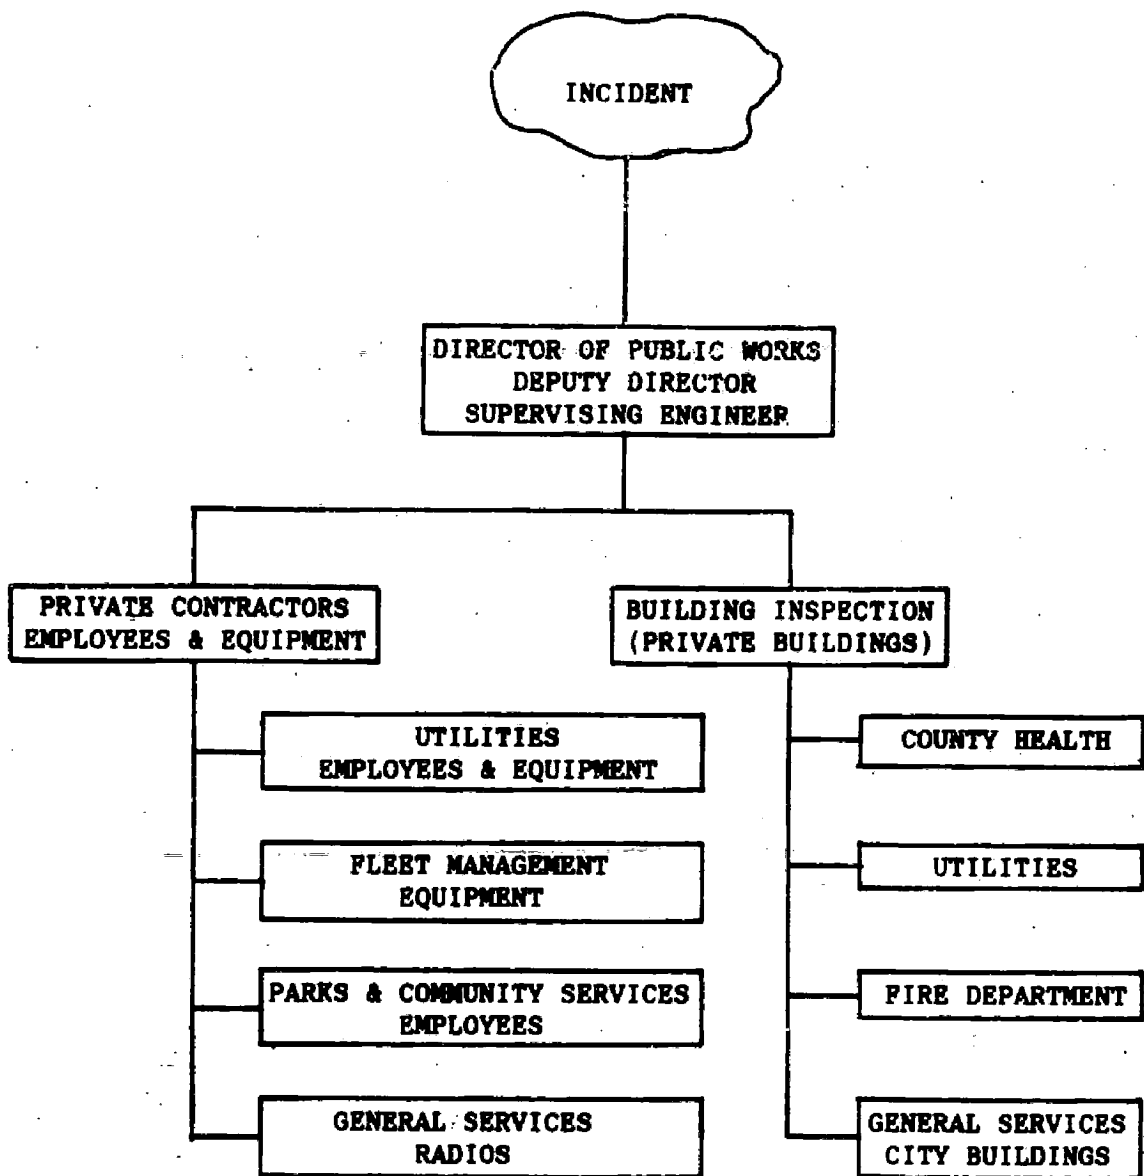 INCIDENT
DIRECTOR OF PUBLIC WORKS
DEPUTY DIRECTOR
SUPERVISING ENGINEER
PRIVATE CONTRACTORS
EMPLOYEES & EQUIPMENT
UTILITIES
EMPLOYEES & EQUIPMENT
FLEET MANAGEMENT
EQUIPMENT
PARKS & COMMUNITY SERVICES
EMPLOYEES
GENERAL SERVICES
RADIOS
BUILDING INSPECTION
(PRIVATE BUILDINGS)
COUNTY HEALTH
UTILITIES
FIRE DEPARTMENT
GENERAL SERVICES
CITY BUILDINGS